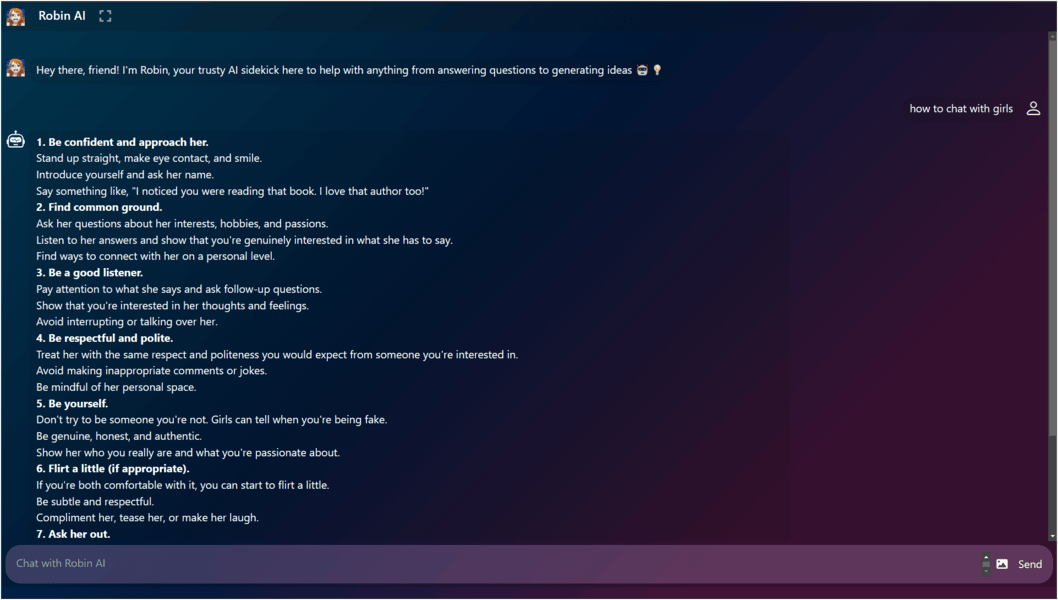 Robin AI
Hey there, friend! I'm Robin, your trusty AI sidekick here to help with anything from answering questions to generating ideas 🤖💡
how to chat with girls
1. Be confident and approach her.
Stand up straight, make eye contact, and smile.
Introduce yourself and ask her name.
Say something like, "I noticed you were reading that book. I love that author too!"
2. Find common ground.
Ask her questions about her interests, hobbies, and passions.
Listen to her answers and show that you're genuinely interested in what she has to say.
Find ways to connect with her on a personal level.
3. Be a good listener.
Pay attention to what she says and ask follow-up questions.
Show that you're interested in her thoughts and feelings.
Avoid interrupting or talking over her.
4. Be respectful and polite.
Treat her with the same respect and politeness you would expect from someone you're interested in.
Avoid making inappropriate comments or jokes.
Be mindful of her personal space.
5. Be yourself.
Don't try to be someone you're not. Girls can tell when you're being fake.
Be genuine, honest, and authentic.
Show her who you really are and what you're passionate about.
6. Flirt a little (if appropriate).
If you're both comfortable with it, you can start to flirt a little.
Be subtle and respectful.
Compliment her, tease her, or make her laugh.
7. Ask her out.
Chat with Robin AI
Send